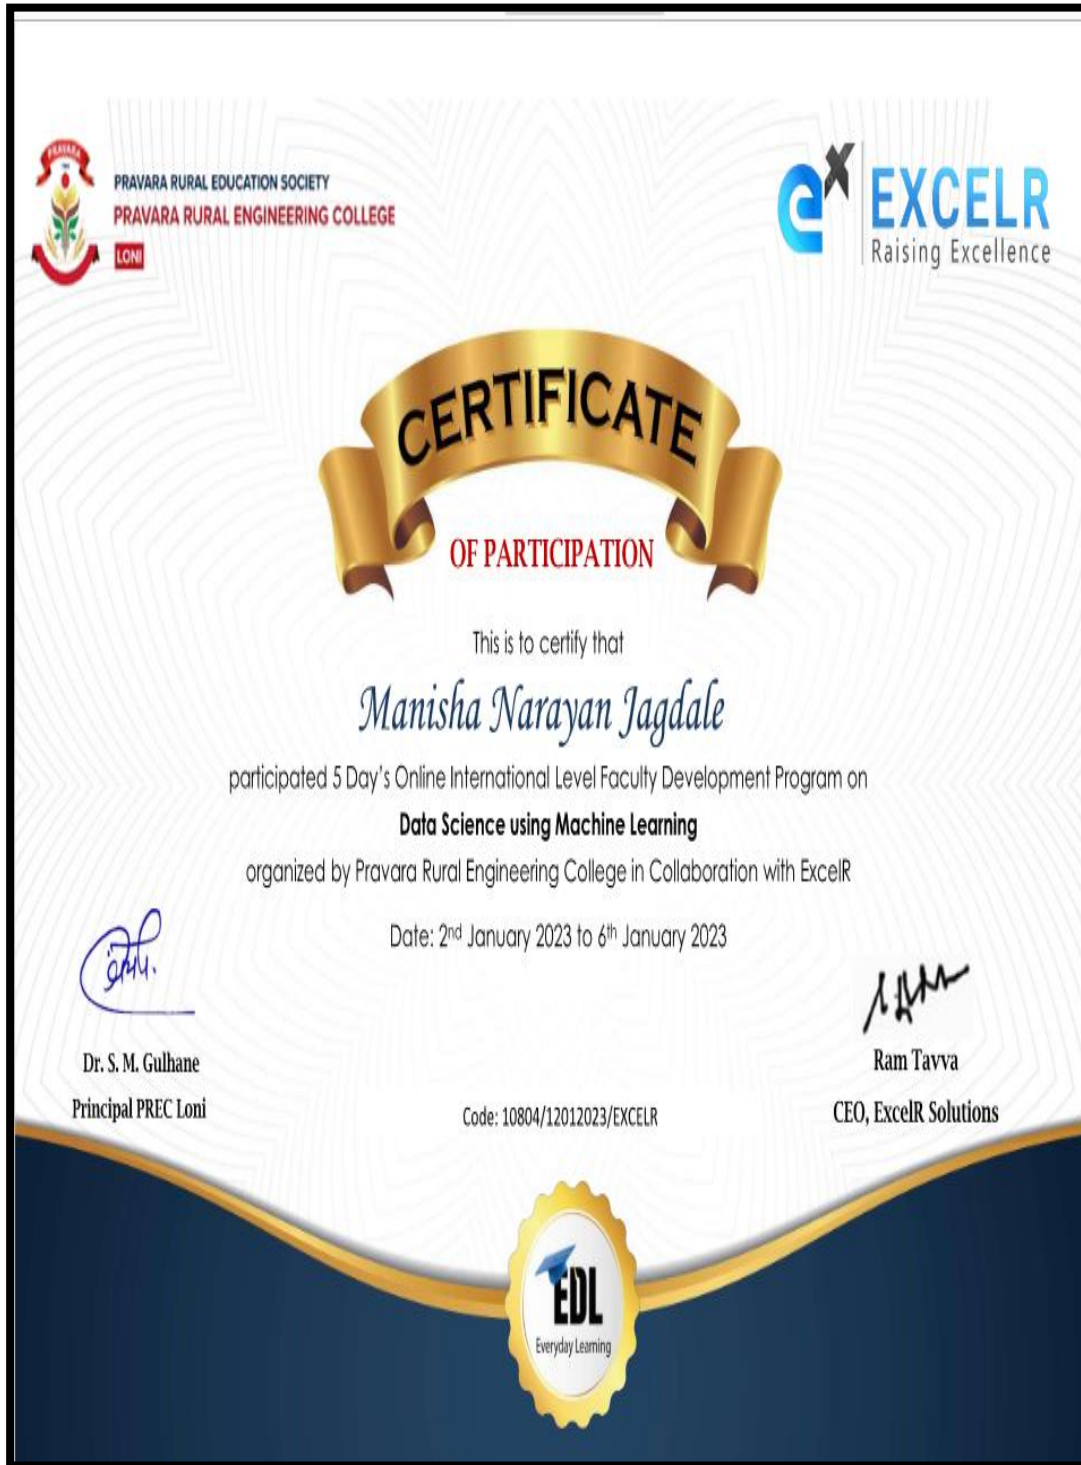 PRAVARA
PRAVARA RURAL EDUCATION SOCIETY
PRAVARA RURAL ENGINEERING COLLEGE
LONI
ex EXCELR
Raising Excellence
CERTIFICATE
OF PARTICIPATION
This is to certify that
Manisha Narayan Jagdale
participated 5 Day's Online International Level Faculty Development Program on
Data Science using Machine Learning
organized by Pravara Rural Engineering College in Collaboration with ExcelR
Date: 2nd January 2023 to 6th January 2023
Dr. S. M. Gulhane
Principal PREC Loni
Code: 10804/12012023/EXCELR
Ram Tavva
CEO, ExcelR Solutions
EDL
Everyday Learning